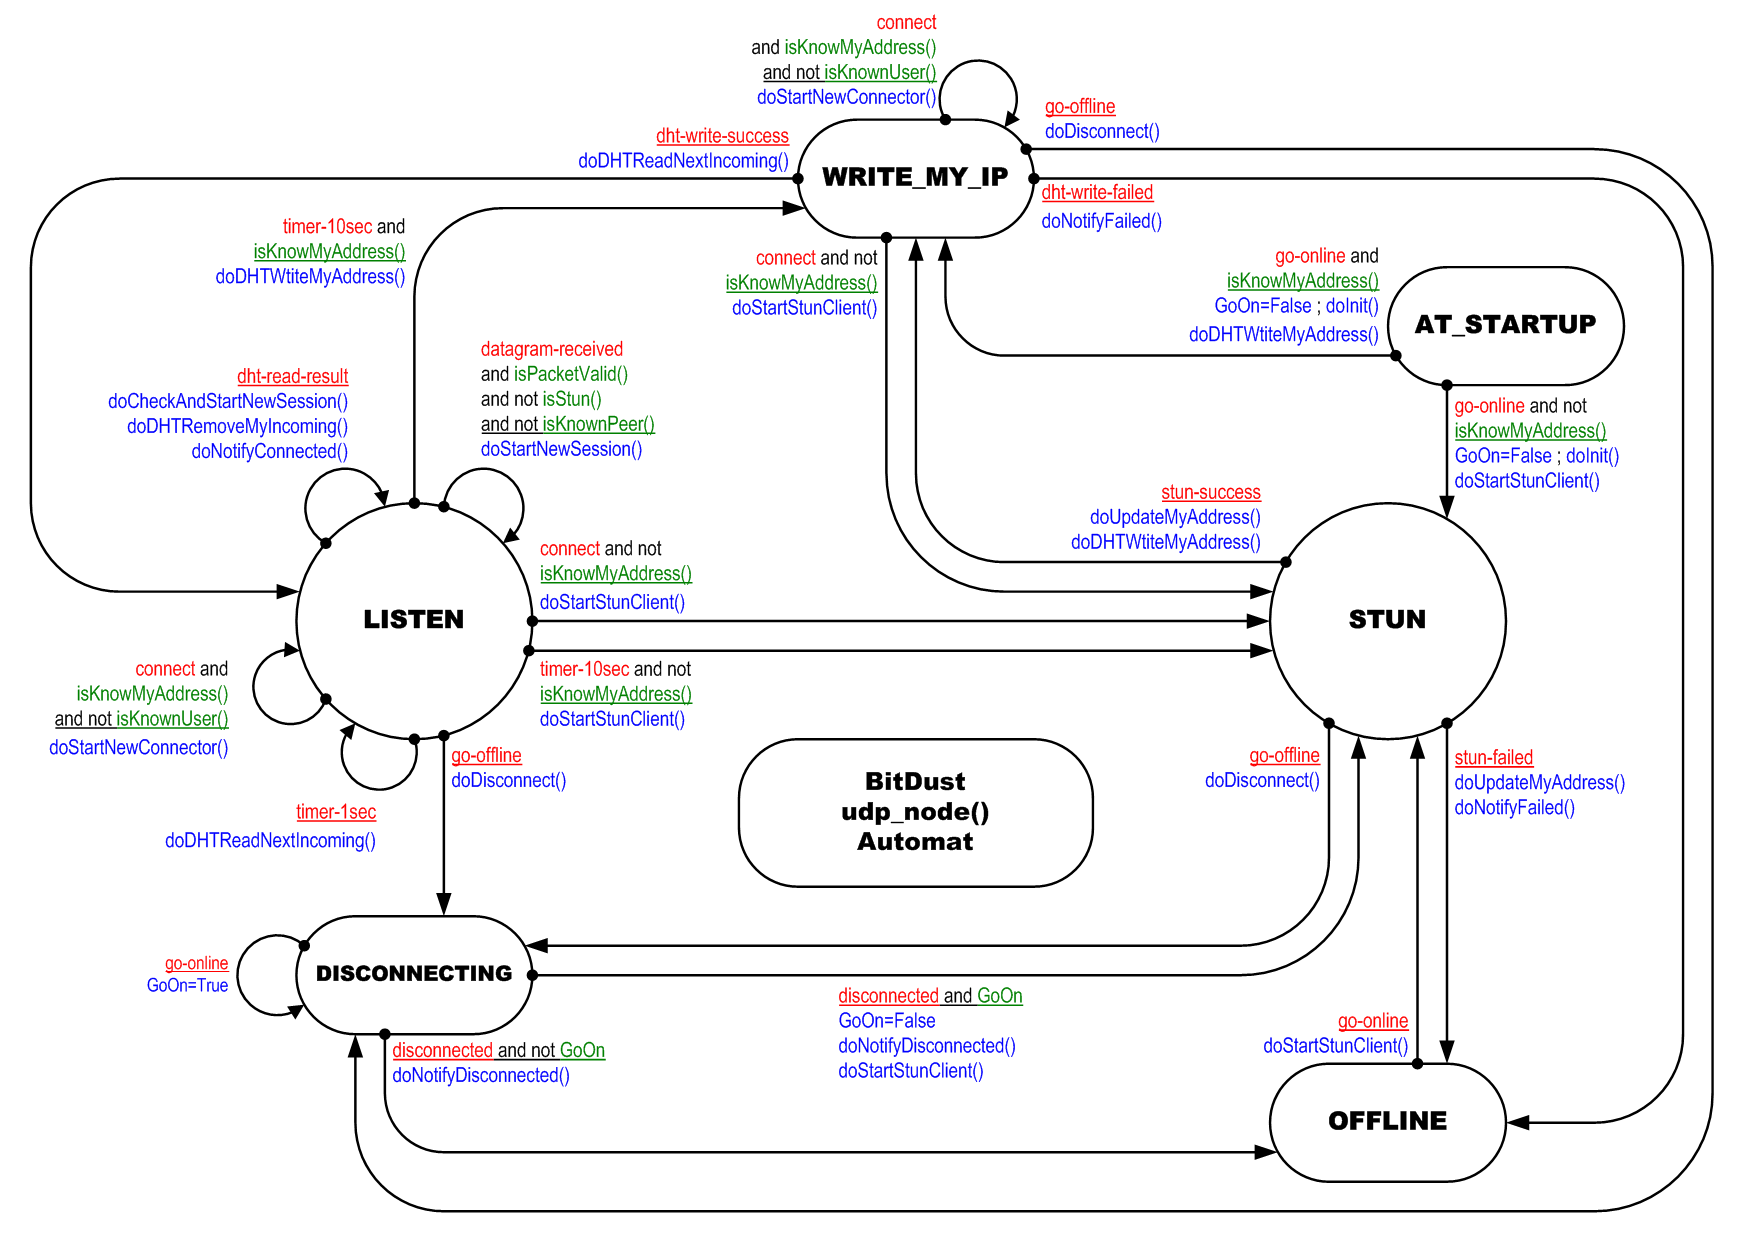 connect
and isKnowMyAddress()
and not isKnownUser()
doStartNewConnector()
go-offline
doDisconnect()
dht-write-success
doDHTReadNextIncoming()
WRITE_MY_IP
dht-write-failed
doNotifyFailed()
timer-10sec and
isKnowMyAddress()
doDHTWtiteMyAddress()
connect and not
isKnowMyAddress()
doStartStunClient()
go-online and
isKnowMyAddress()
GoOn=False ; doInit()
doDHTWtiteMyAddress()
AT_STARTUP
datagram-received
and isPacketValid()
and not isStun()
and not isKnownPeer()
doStartNewSession()
dht-read-result
doCheckAndStartNewSession()
doDHTRemoveMyIncoming()
doNotifyConnected()
go-online and not
isKnowMyAddress()
GoOn=False ; doInit()
doStartStunClient()
stun-success
doUpdateMyAddress()
doDHTWtiteMyAddress()
connect and not
isKnowMyAddress()
doStartStunClient()
LISTEN
STUN
connect and
isKnowMyAddress()
and not isKnownUser()
doStartNewConnector()
timer-10sec and not
isKnowMyAddress()
doStartStunClient()
go-offline
doDisconnect()
go-offline
doDisconnect()
stun-failed
doUpdateMyAddress()
doNotifyFailed()
timer-1sec
doDHTReadNextIncoming()
BitDust
udp_node()
Automat
go-online
GoOn=True
DISCONNECTING
disconnected and GoOn
GoOn=False
doNotifyDisconnected()
doStartStunClient()
go-online
doStartStunClient()
disconnected and not GoOn
doNotifyDisconnected()
OFFLINE